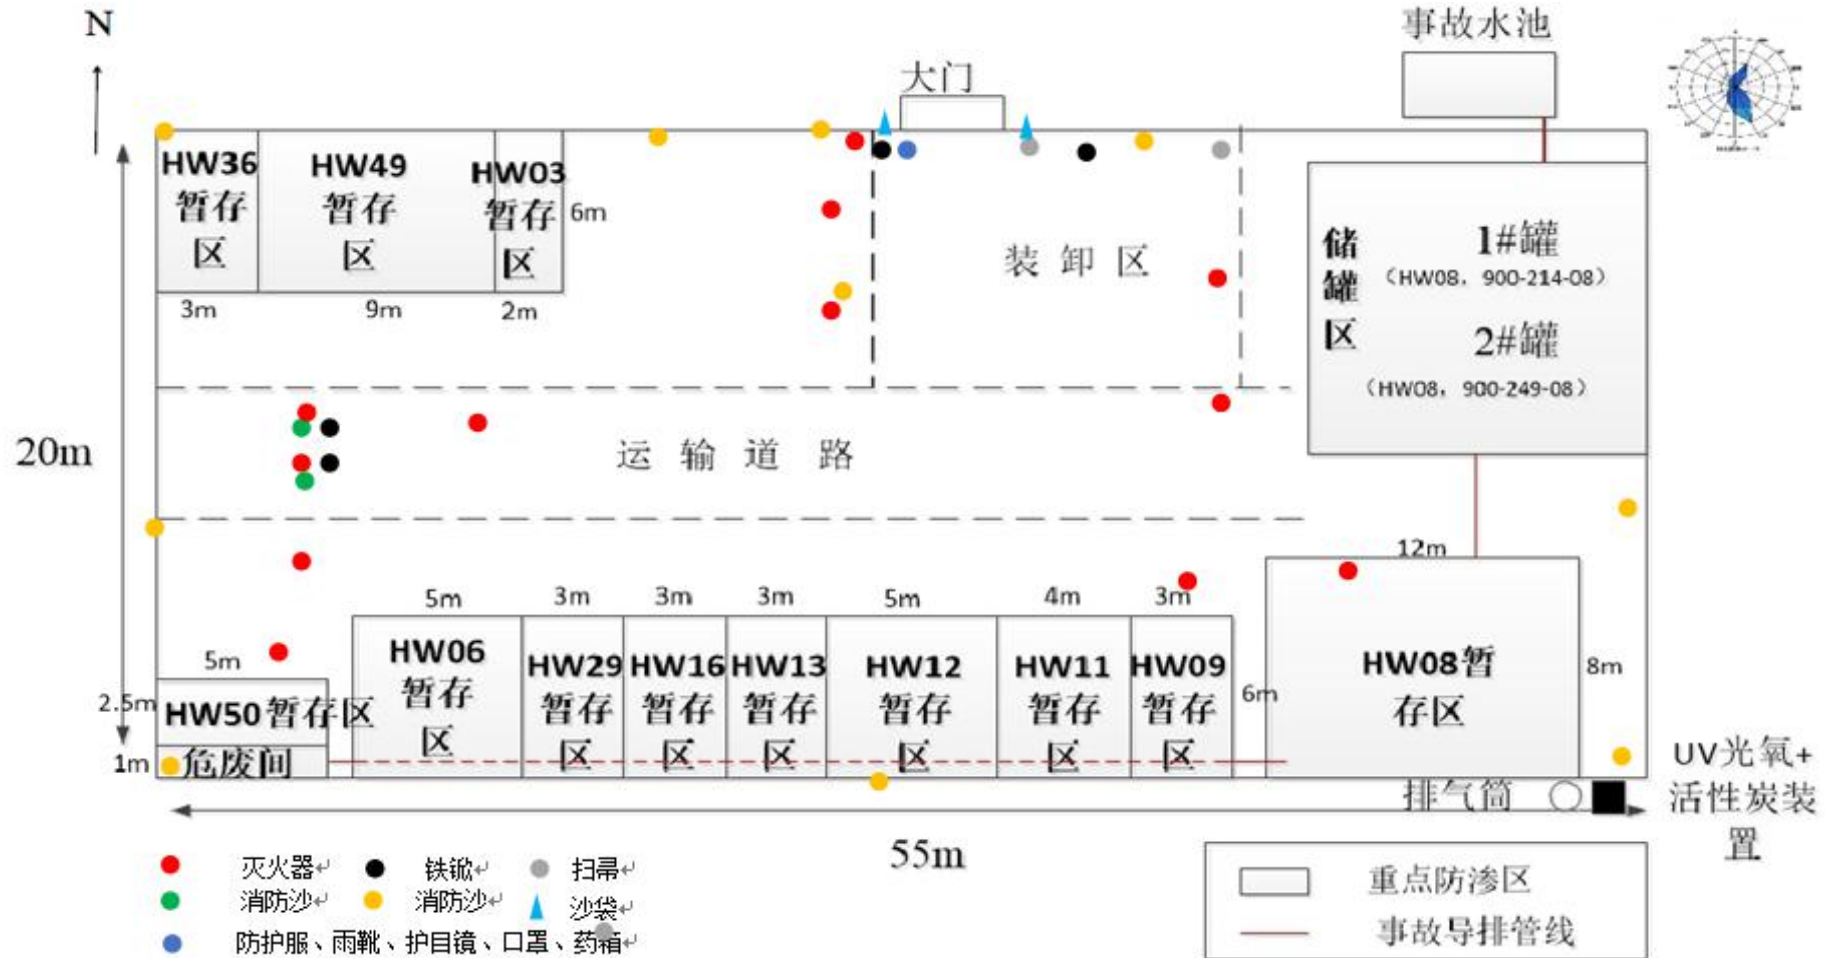 N
事故水池
大门
HW36
暂存
区
HW49
暂存
区
HW03
暂存
区
6m
3m
9m
2m
装卸区
储
罐
区
1#罐
（HW08，900-214-08）
2#罐
（HW08，900-249-08）
20m
运输道路
12m
5m
3m
3m
3m
5m
4m
3m
5m
2.5m
HW50暂存区
1m
危废间
HW06
暂存
区
HW29
暂存
区
HW16
暂存
区
HW13
暂存
区
HW12
暂存
区
HW11
暂存
区
HW09
暂存
区
6m
HW08暂
存区
8m
UV光氧+
活性炭装
置
排气筒
55m
灭火器
铁锨
扫帚
消防沙
消防沙
沙袋
防护服、雨靴、护目镜、口罩、药箱
重点防渗区
事故导排管线